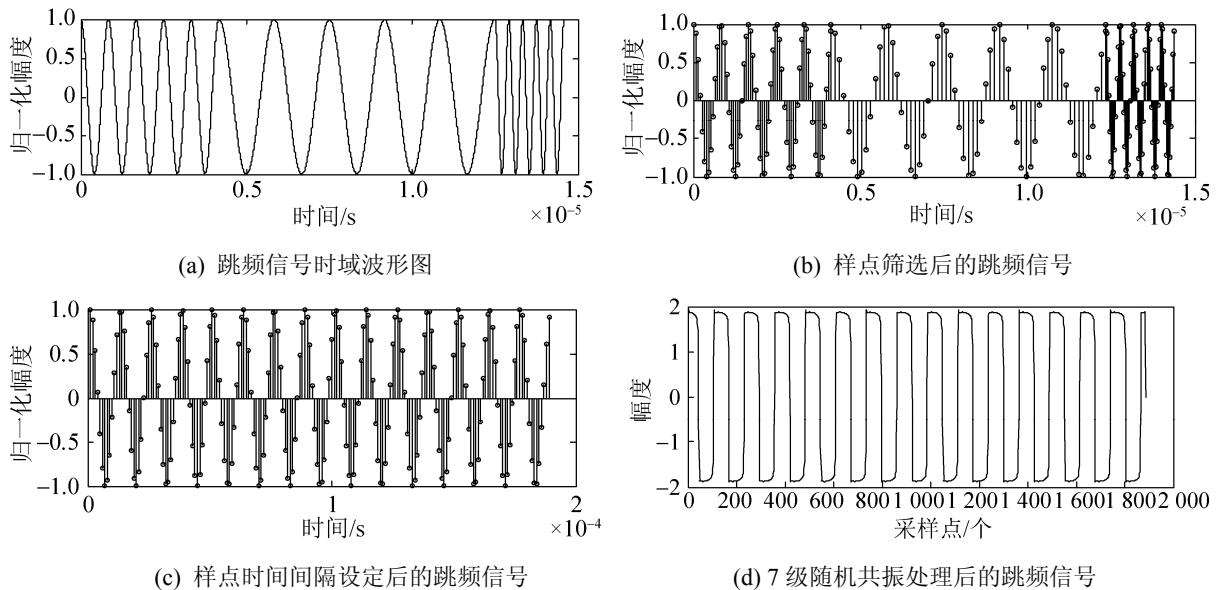 1.0
0.5
0
−0.5
−1.0
归一化幅度
0 0.5 1.0 1.5
时间/s
×10⁻⁵
(a) 跳频信号时域波形图
1.0
0.5
0
−0.5
−1.0
归一化幅度
0 0.5 1.0 1.5
时间/s
×10⁻⁵
(b) 样点筛选后的跳频信号
1.0
0.5
0
−0.5
−1.0
归一化幅度
0 1 2
时间/s
×10⁻⁴
(c) 样点时间间隔设定后的跳频信号
2
1
0
−1
−2
幅度
0 200 400 600 800 1 000 1 200 1 400 1 600 1 800 2 000
采样点/个
(d) 7 级随机共振处理后的跳频信号